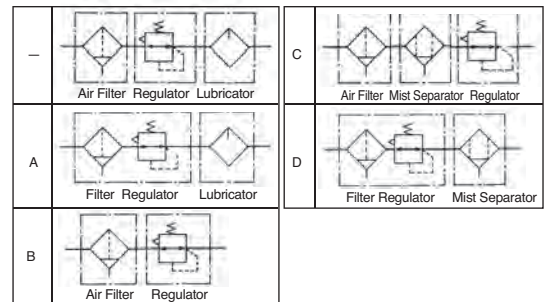 —
Air Filter Regulator Lubricator
A
Filter Regulator Lubricator
B
Air Filter Regulator
C
Air Filter Mist Separator Regulator
D
Filter Regulator Mist Separator